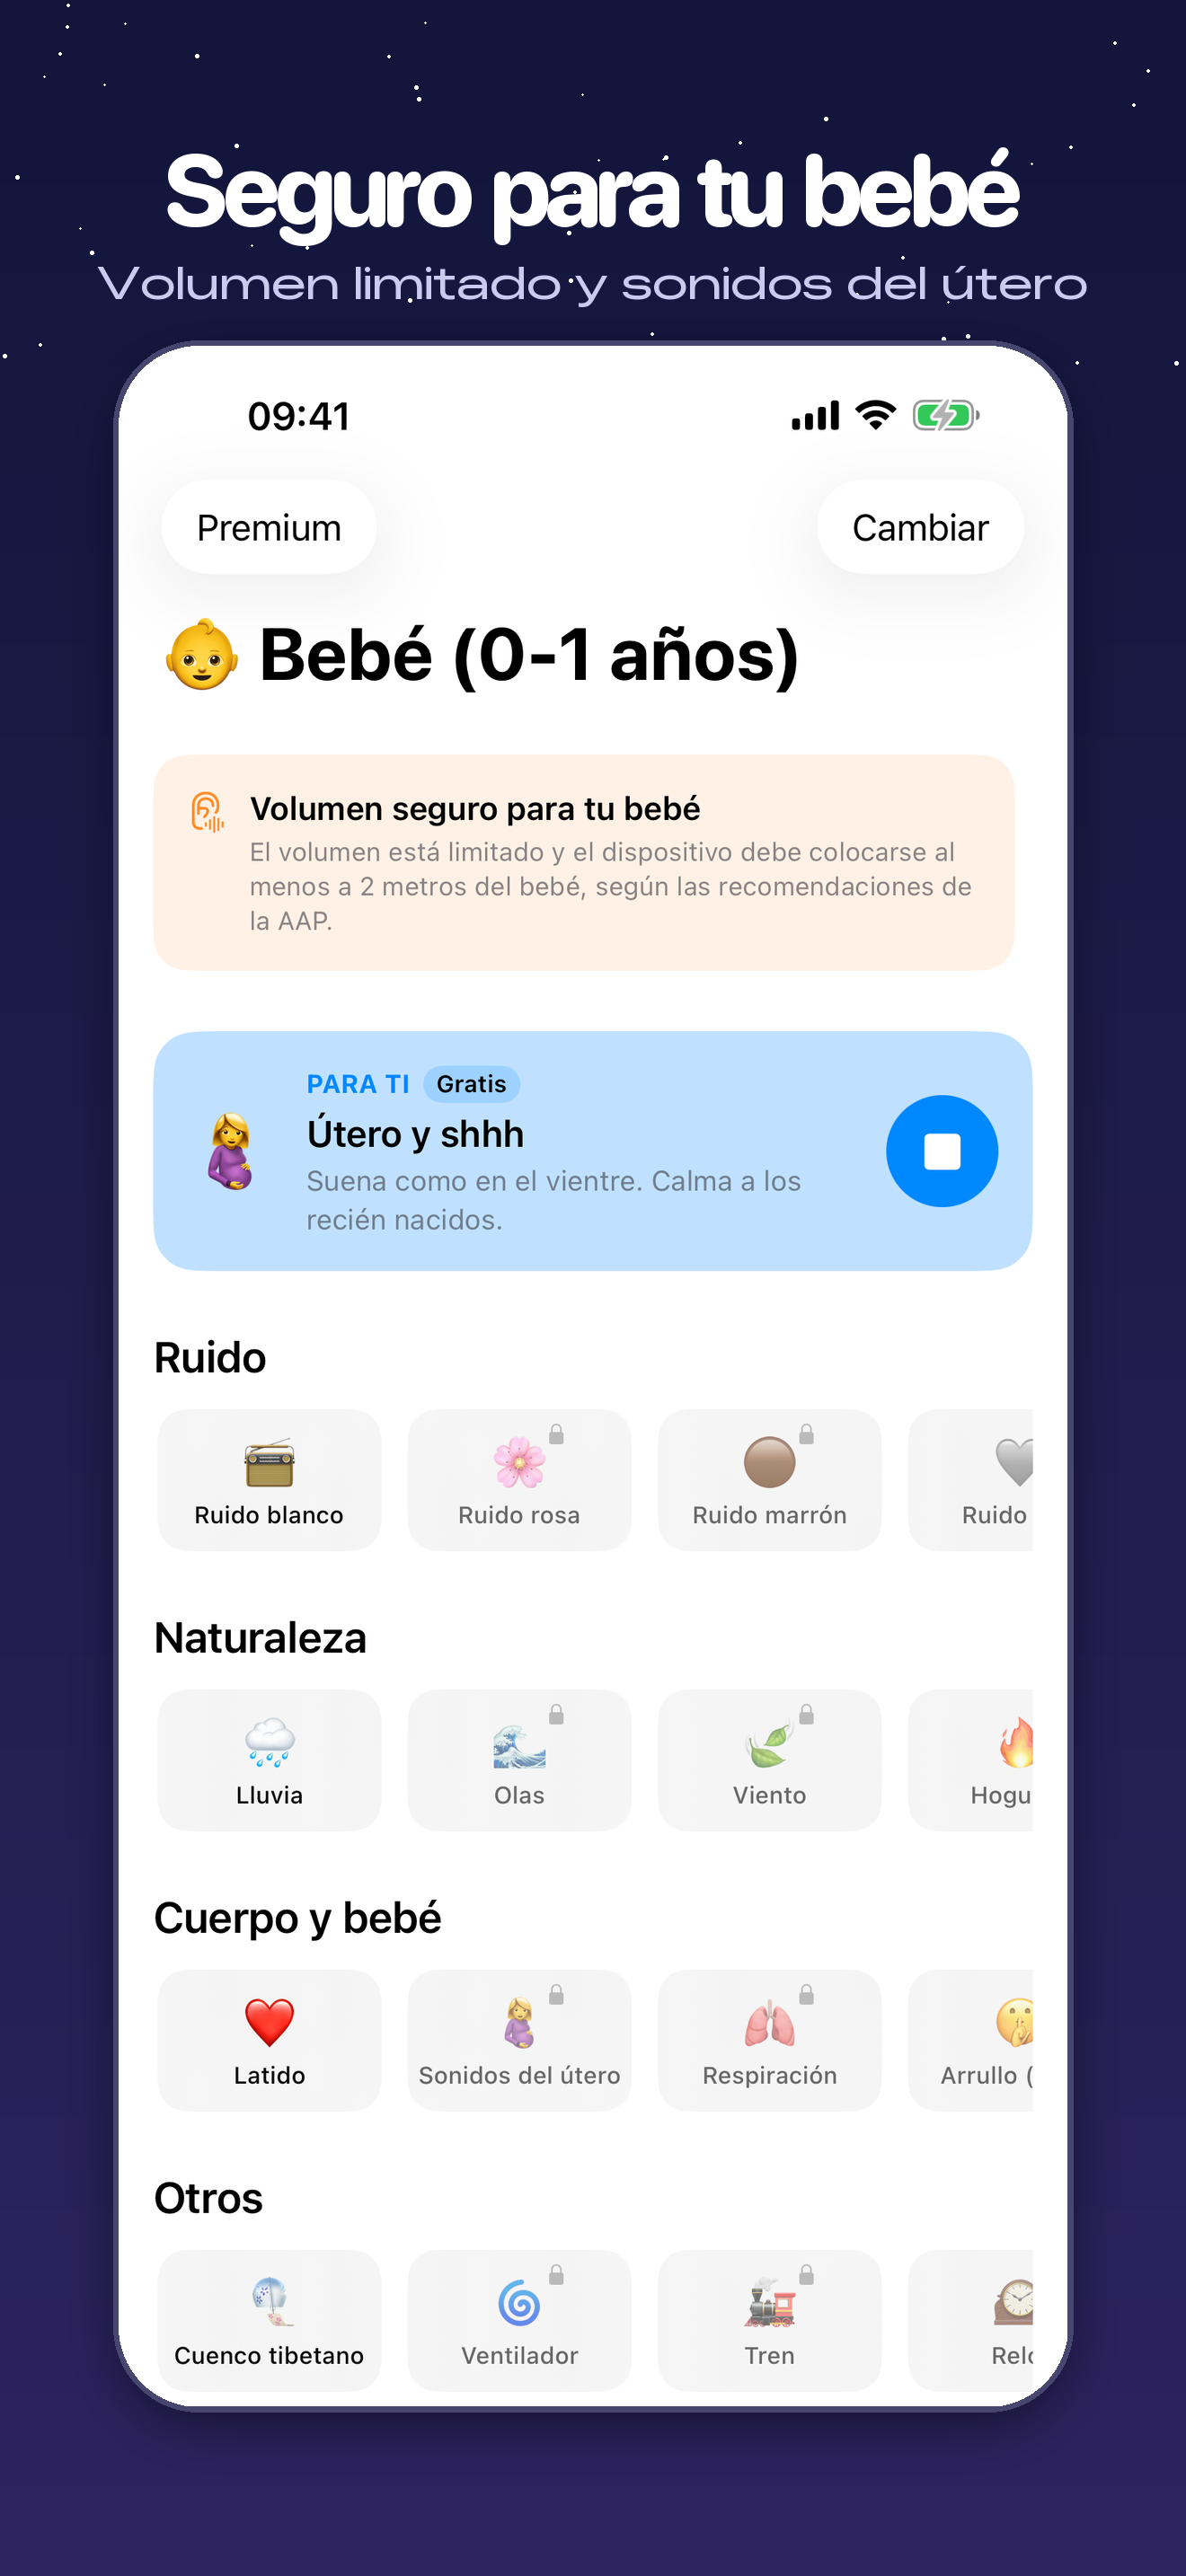 Seguro para tu bebé
Volumen limitado y sonidos del útero
09:41
Premium
Cambiar
Bebé (0-1 años)
Volumen seguro para tu bebé
El volumen está limitado y el dispositivo debe colocarse al
menos a 2 metros del bebé, según las recomendaciones de
la AAP.
PARA TI Gratis
Útero y shhh
Suena como en el vientre. Calma a los
recién nacidos.
Ruido
Ruido blanco
Ruido rosa
Ruido marrón
Ruido
Naturaleza
Lluvia
Olas
Viento
Hogu
Cuerpo y bebé
Latido
Sonidos del útero
Respiración
Arrullo (
Otros
Cuenco tibetano
Ventilador
Tren
Relo